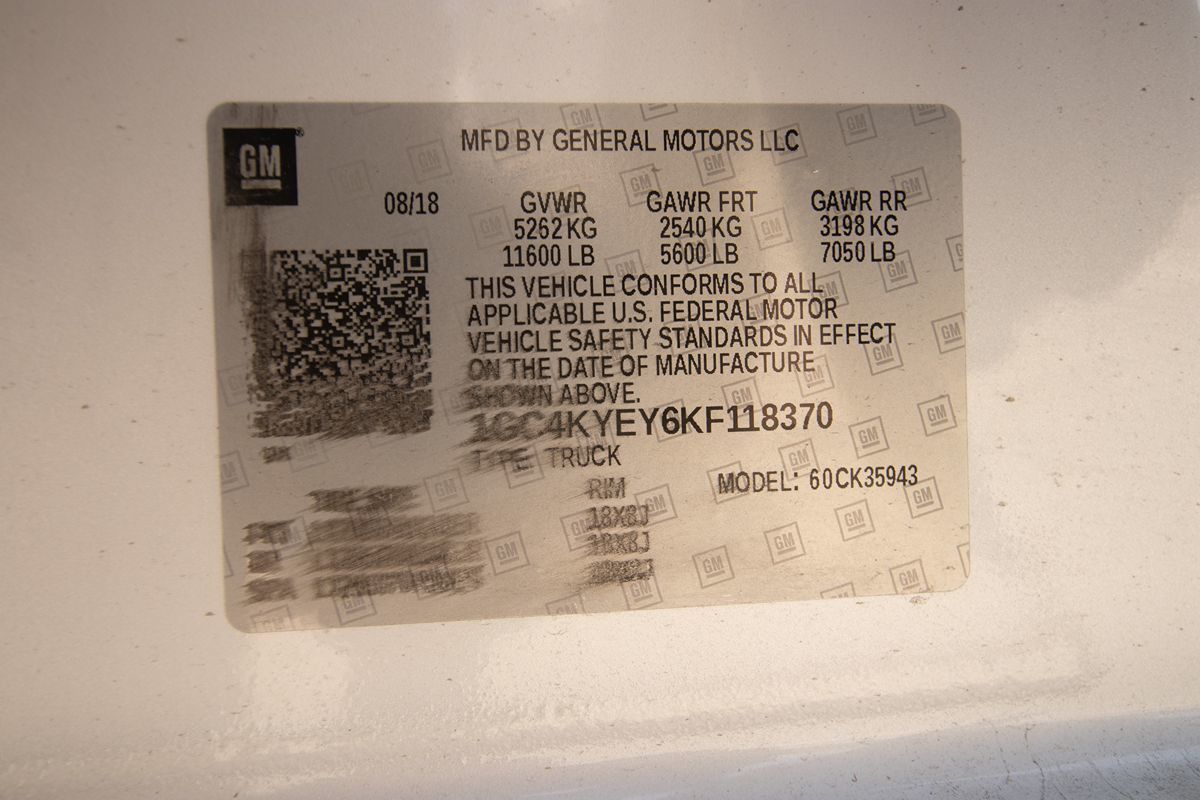 GM
MFD BY GENERAL MOTORS LLC
08/18 GVWR GAWR FRT GAWR RR
5262 KG 2540 KG 3198 KG
11600 LB 5600 LB 7050 LB
THIS VEHICLE CONFORMS TO ALL
APPLICABLE U.S. FEDERAL MOTOR
VEHICLE SAFETY STANDARDS IN EFFECT
ON THE DATE OF MANUFACTURE
SHOWN ABOVE.
1GC4KYEY6KF118370
TYPE: TRUCK
MODEL: 60CK35943
RIM
18X8J
18X8J